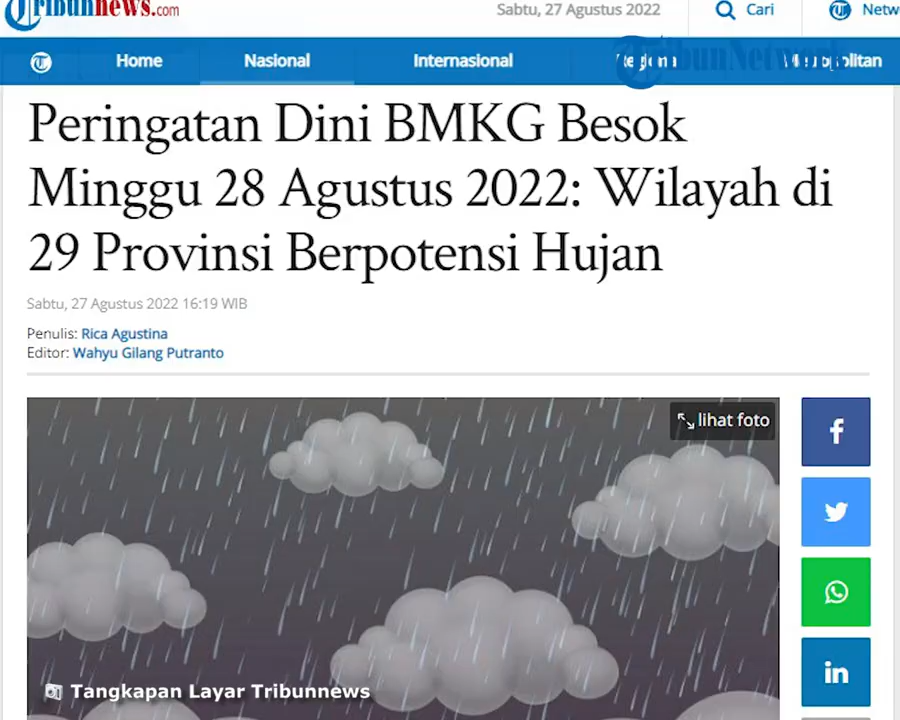 Tribunnews.com
Sabtu, 27 Agustus 2022
Cari
Home
Nasional
Internasional
Tribun Network
Peringatan Dini BMKG Besok
Minggu 28 Agustus 2022: Wilayah di
29 Provinsi Berpotensi Hujan
Sabtu, 27 Agustus 2022 16:19 WIB
Penulis: Rica Agustina
Editor: Wahyu Gilang Putranto
lihat foto
Tangkapan Layar Tribunnews